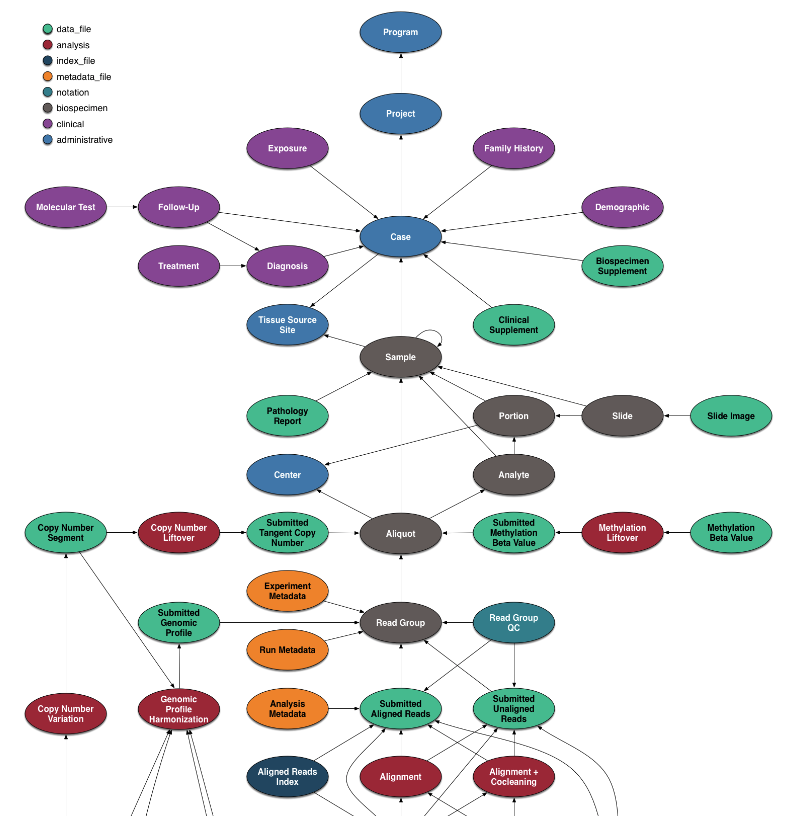 data_file
analysis
index_file
metadata_file
notation
biospecimen
clinical
administrative
Program
Project
Exposure
Family History
Molecular Test
Follow-Up
Demographic
Case
Treatment
Diagnosis
Biospecimen
Supplement
Tissue Source
Site
Clinical
Supplement
Sample
Pathology
Report
Portion
Slide
Slide Image
Center
Analyte
Copy Number
Segment
Copy Number
Liftover
Submitted
Tangent Copy
Number
Aliquot
Submitted
Methylation
Beta Value
Methylation
Liftover
Methylation
Beta Value
Experiment
Metadata
Submitted
Genomic
Profile
Read Group
Read Group
QC
Run Metadata
Copy Number
Variation
Genomic
Profile
Harmonization
Analysis
Metadata
Submitted
Aligned Reads
Submitted
Unaligned
Reads
Aligned Reads
Index
Alignment
Alignment +
Cocleaning